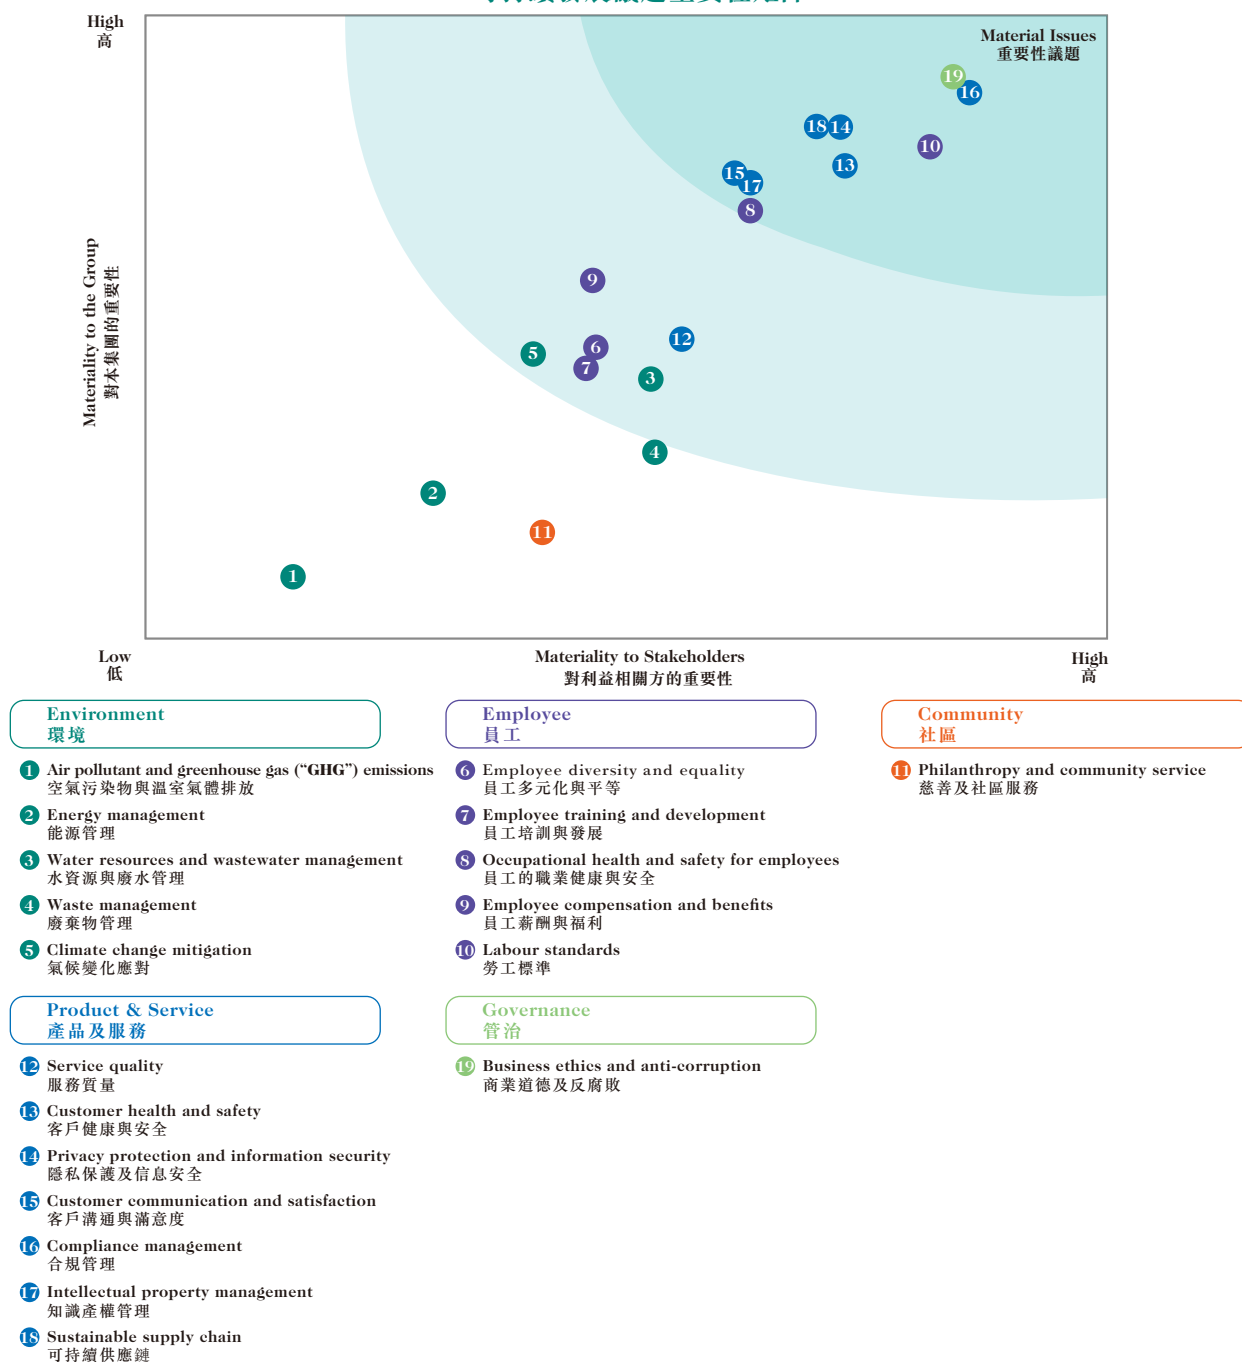 High
高
Material Issues
重要性議題
19
16
18
14
10
13
15
17
8
9
12
6
5
7
3
4
2
11
1
Materiality to the Group
對本集團的重要性
Low
低
Materiality to Stakeholders
對利益相關方的重要性
High
高
Environment
環境
1 Air pollutant and greenhouse gas (“GHG”) emissions
空氣污染物與溫室氣體排放
2 Energy management
能源管理
3 Water resources and wastewater management
水資源與廢水管理
4 Waste management
廢棄物管理
5 Climate change mitigation
氣候變化應對
Employee
員工
6 Employee diversity and equality
員工多元化與平等
7 Employee training and development
員工培訓與發展
8 Occupational health and safety for employees
員工的職業健康與安全
9 Employee compensation and benefits
員工薪酬與福利
10 Labour standards
勞工標準
Community
社區
11 Philanthropy and community service
慈善及社區服務
Product & Service
產品及服務
12 Service quality
服務質量
13 Customer health and safety
客戶健康與安全
14 Privacy protection and information security
隱私保護及信息安全
15 Customer communication and satisfaction
客戶溝通與滿意度
16 Compliance management
合規管理
17 Intellectual property management
知識產權管理
18 Sustainable supply chain
可持續供應鏈
Governance
管治
19 Business ethics and anti-corruption
商業道德及反腐敗